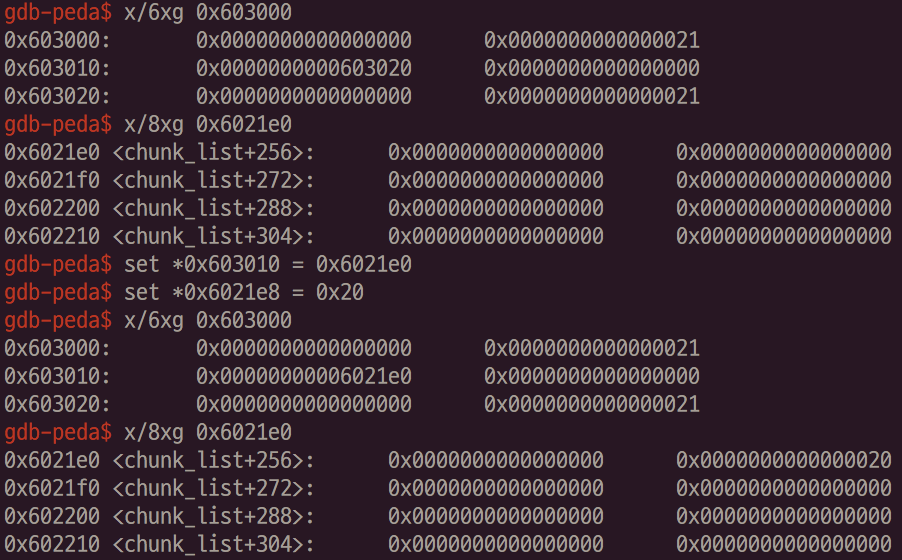 gdb-peda$ x/6xg 0x603000
0x603000: 0x0000000000000000 0x0000000000000021
0x603010: 0x0000000000603020 0x0000000000000000
0x603020: 0x0000000000000000 0x0000000000000021
gdb-peda$ x/8xg 0x6021e0
0x6021e0 <chunk_list+256>: 0x0000000000000000 0x0000000000000000
0x6021f0 <chunk_list+272>: 0x0000000000000000 0x0000000000000000
0x602200 <chunk_list+288>: 0x0000000000000000 0x0000000000000000
0x602210 <chunk_list+304>: 0x0000000000000000 0x0000000000000000
gdb-peda$ set *0x603010 = 0x6021e0
gdb-peda$ set *0x6021e8 = 0x20
gdb-peda$ x/6xg 0x603000
0x603000: 0x0000000000000000 0x0000000000000021
0x603010: 0x00000000006021e0 0x0000000000000000
0x603020: 0x0000000000000000 0x0000000000000021
gdb-peda$ x/8xg 0x6021e0
0x6021e0 <chunk_list+256>: 0x0000000000000000 0x0000000000000020
0x6021f0 <chunk_list+272>: 0x0000000000000000 0x0000000000000000
0x602200 <chunk_list+288>: 0x0000000000000000 0x0000000000000000
0x602210 <chunk_list+304>: 0x0000000000000000 0x0000000000000000